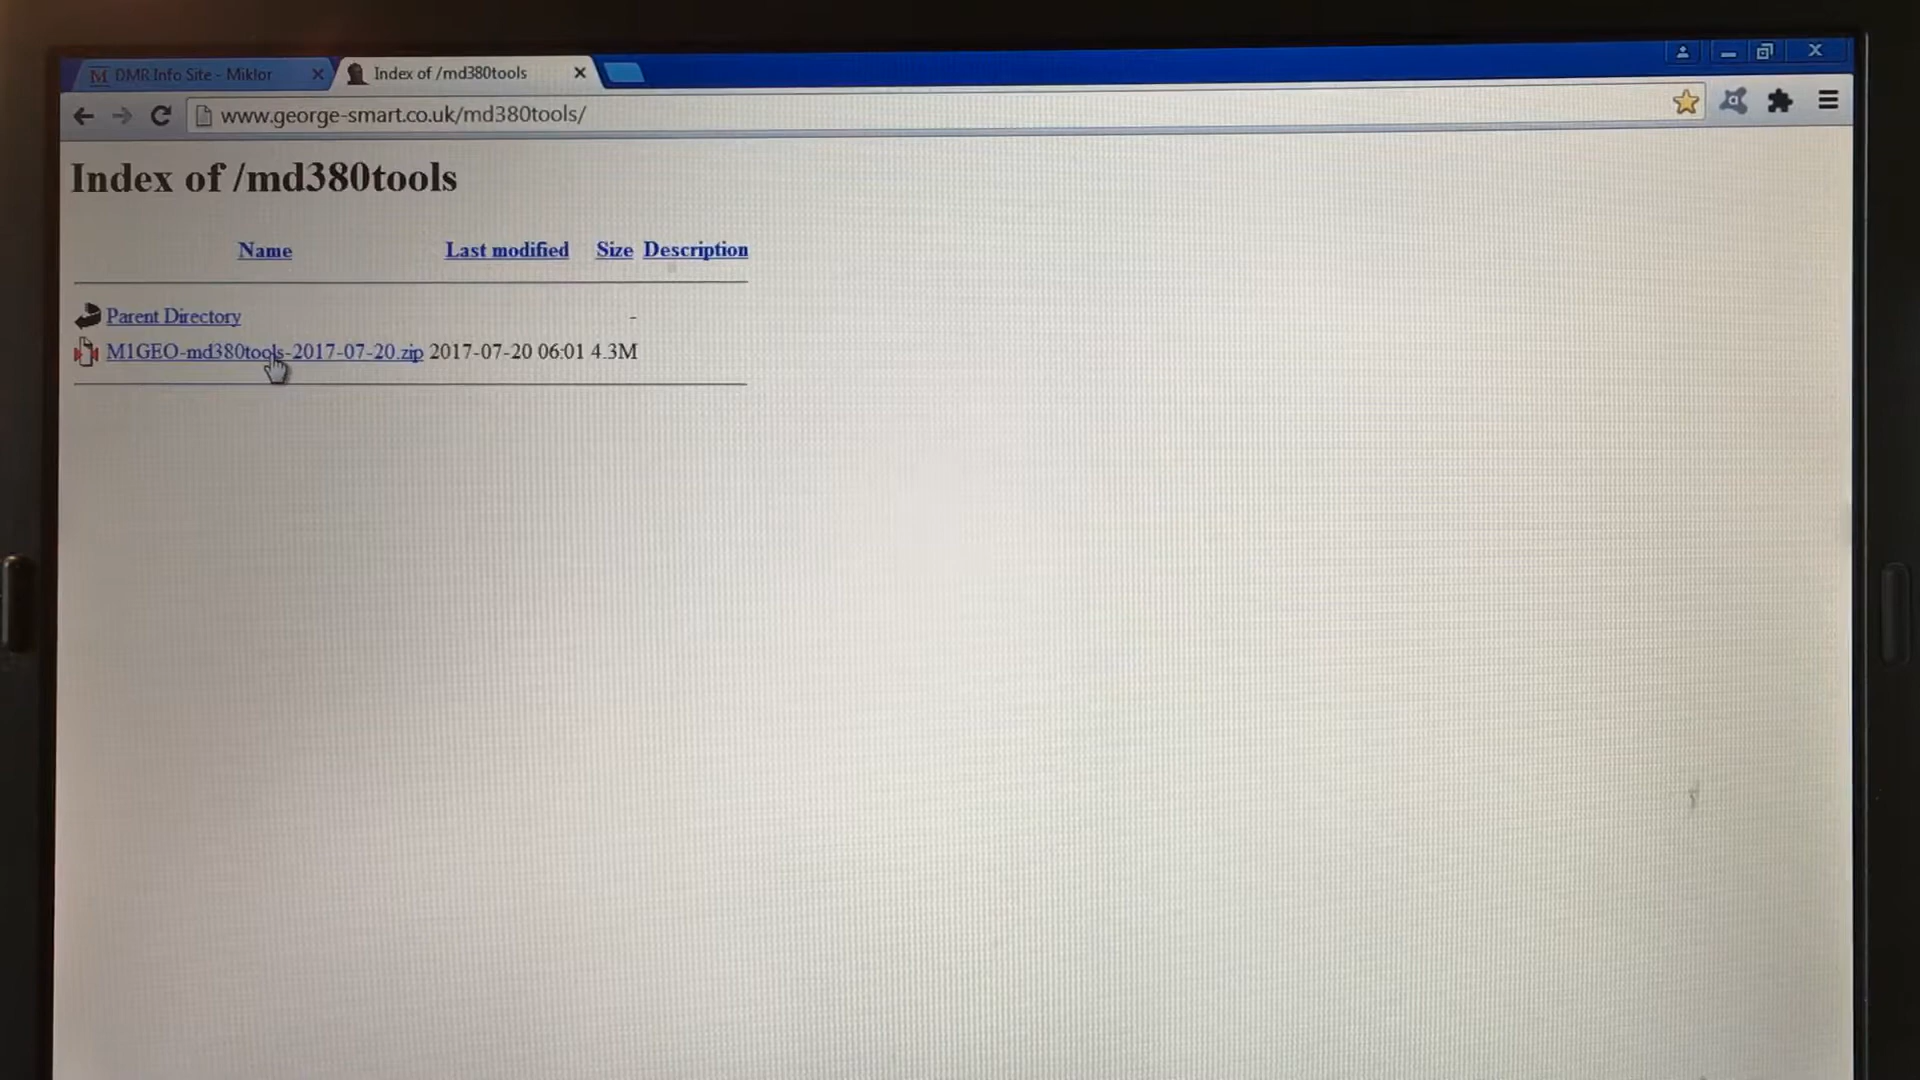 DMR Info Site - Miklor
Index of /md380tools
www.george-smart.co.uk/md380tools/
Index of /md380tools
Name Last modified Size Description
Parent Directory -
M1GEO-md380tools-2017-07-20.zip 2017-07-20 06:01 4.3M